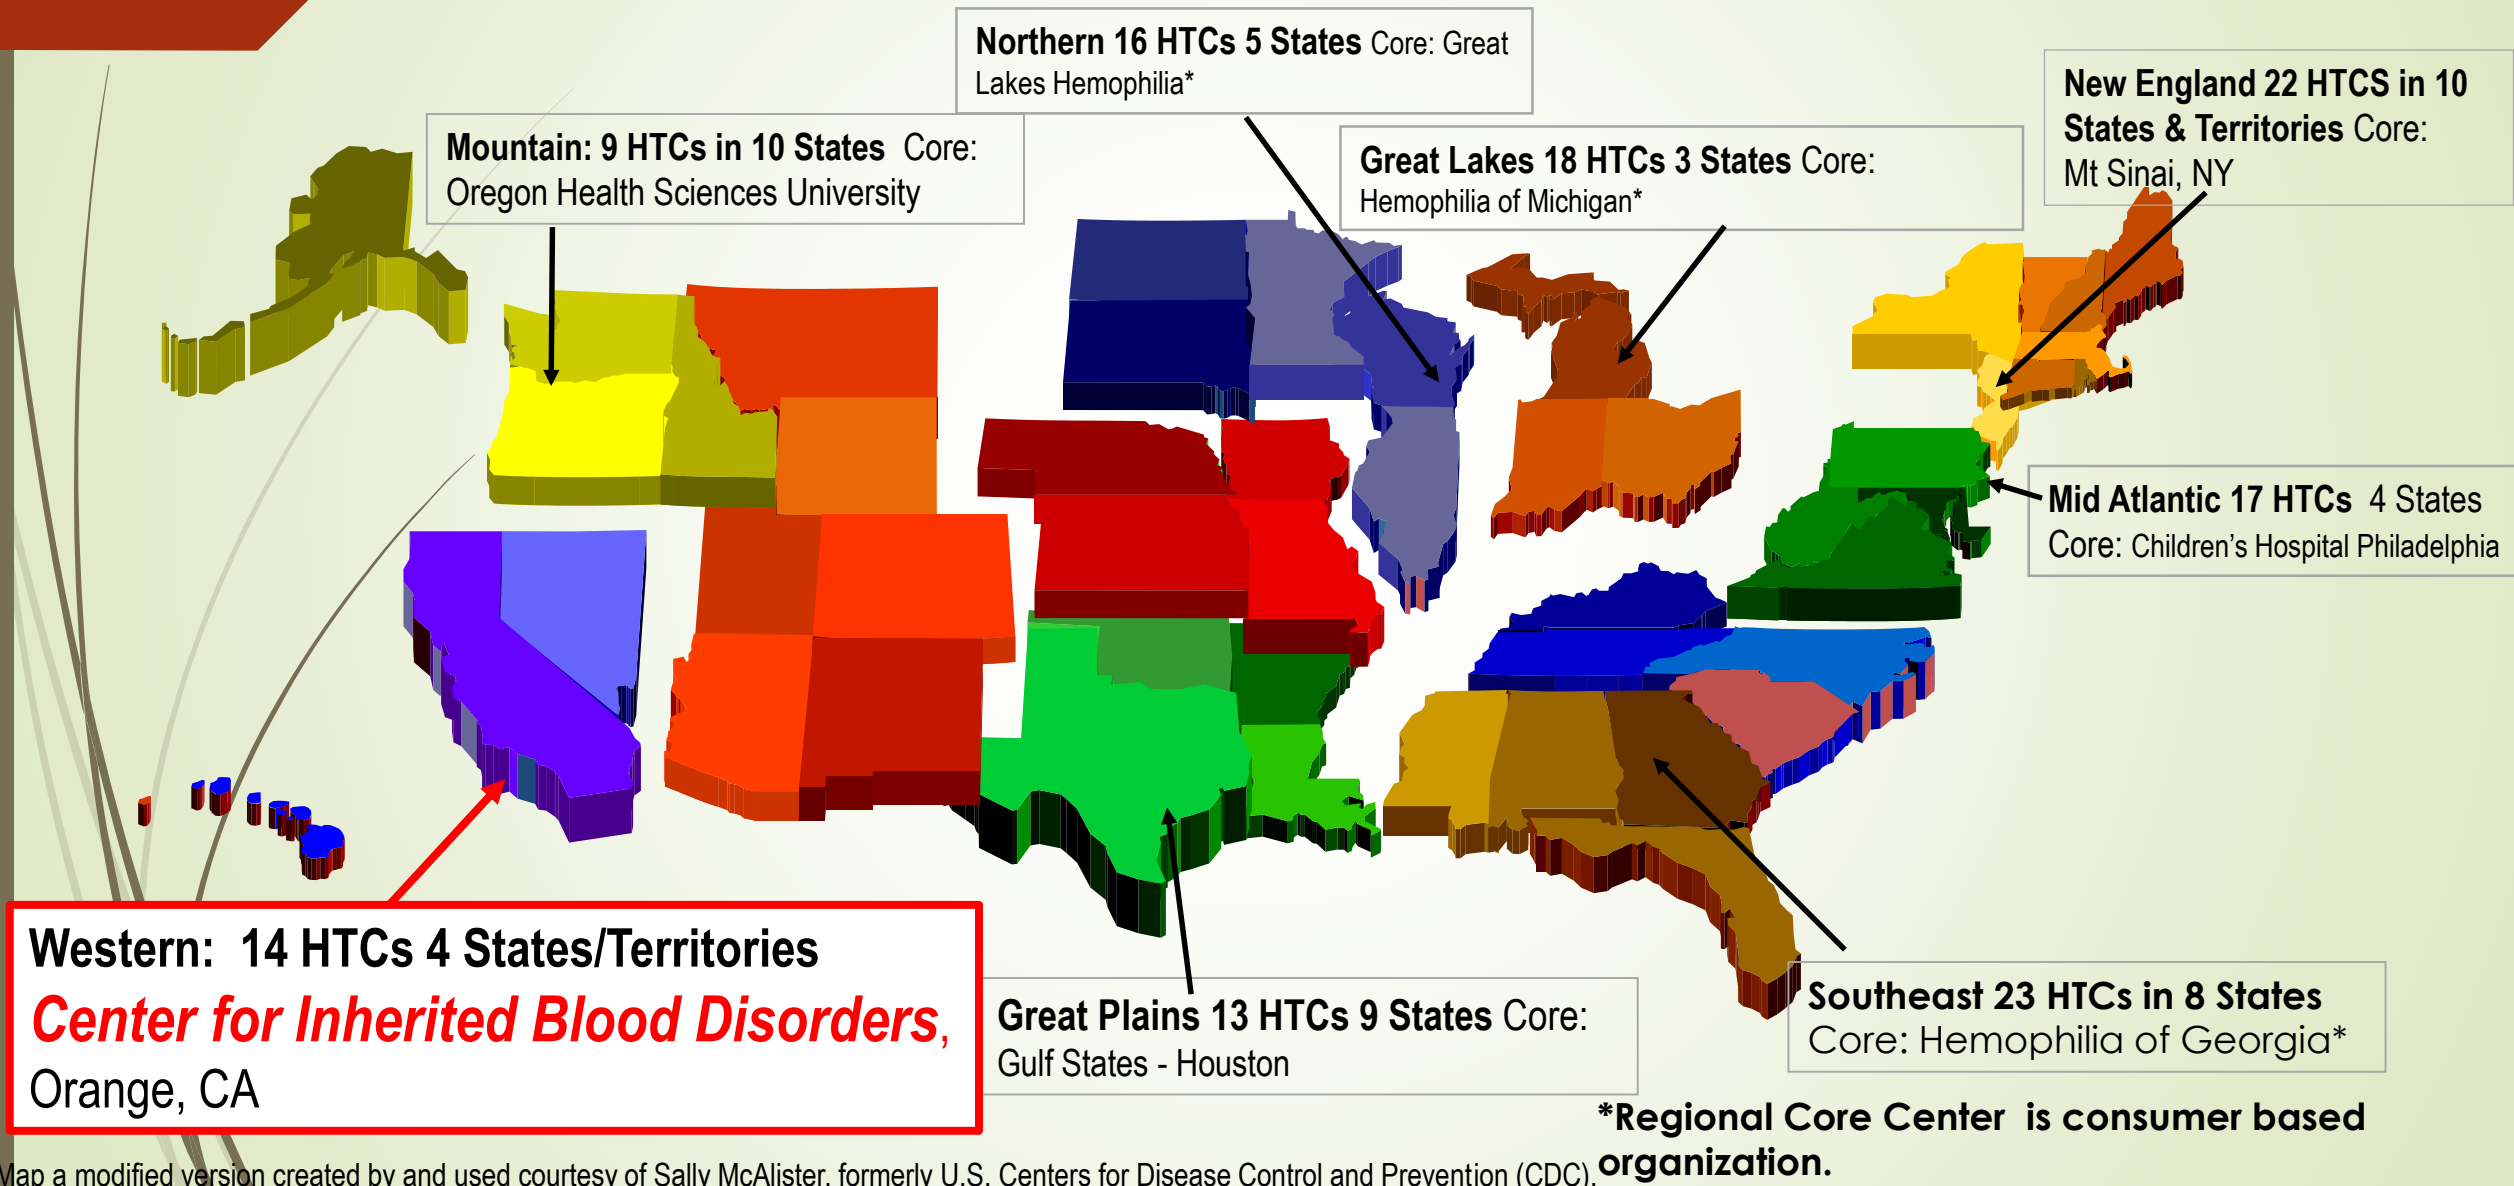 Northern 16 HTCs 5 States Core: Great
Lakes Hemophilia*
New England 22 HTCS in 10
States & Territories Core:
Mt Sinai, NY
Mountain: 9 HTCs in 10 States Core:
Oregon Health Sciences University
Great Lakes 18 HTCs 3 States Core:
Hemophilia of Michigan*
Mid Atlantic 17 HTCs 4 States
Core: Children’s Hospital Philadelphia
Western: 14 HTCs 4 States/Territories
Center for Inherited Blood Disorders,
Orange, CA
Great Plains 13 HTCs 9 States Core:
Gulf States - Houston
Southeast 23 HTCs in 8 States
Core: Hemophilia of Georgia*
*Regional Core Center is consumer based
organization.
Map a modified version created by and used courtesy of Sally McAlister, formerly U.S. Centers for Disease Control and Prevention (CDC).